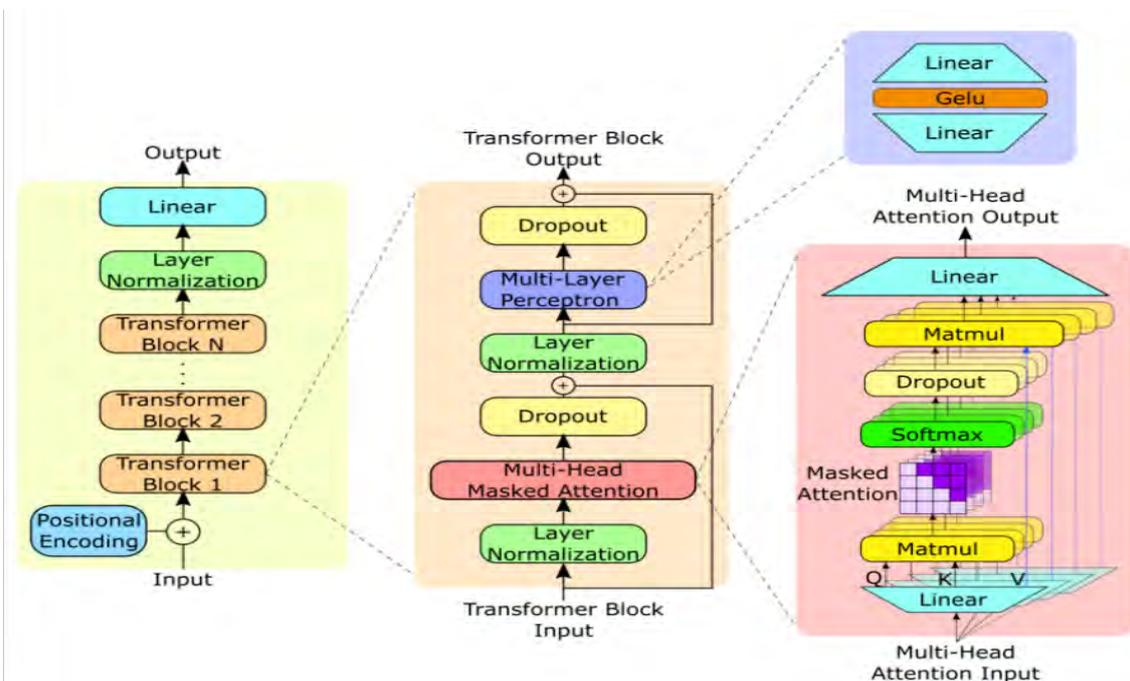 Output
Linear
Layer
Normalization
Transformer
Block N
Transformer
Block 2
Transformer
Block 1
Positional
Encoding
+
Input
Transformer Block
Output
+
Dropout
Multi-Layer
Perceptron
Layer
Normalization
+
Dropout
Multi-Head
Masked Attention
Layer
Normalization
Transformer Block
Input
Linear
Gelu
Linear
Multi-Head
Attention Output
Linear
Matmul
Dropout
Softmax
Masked
Attention
Matmul
Q K V
Linear
Multi-Head
Attention Input